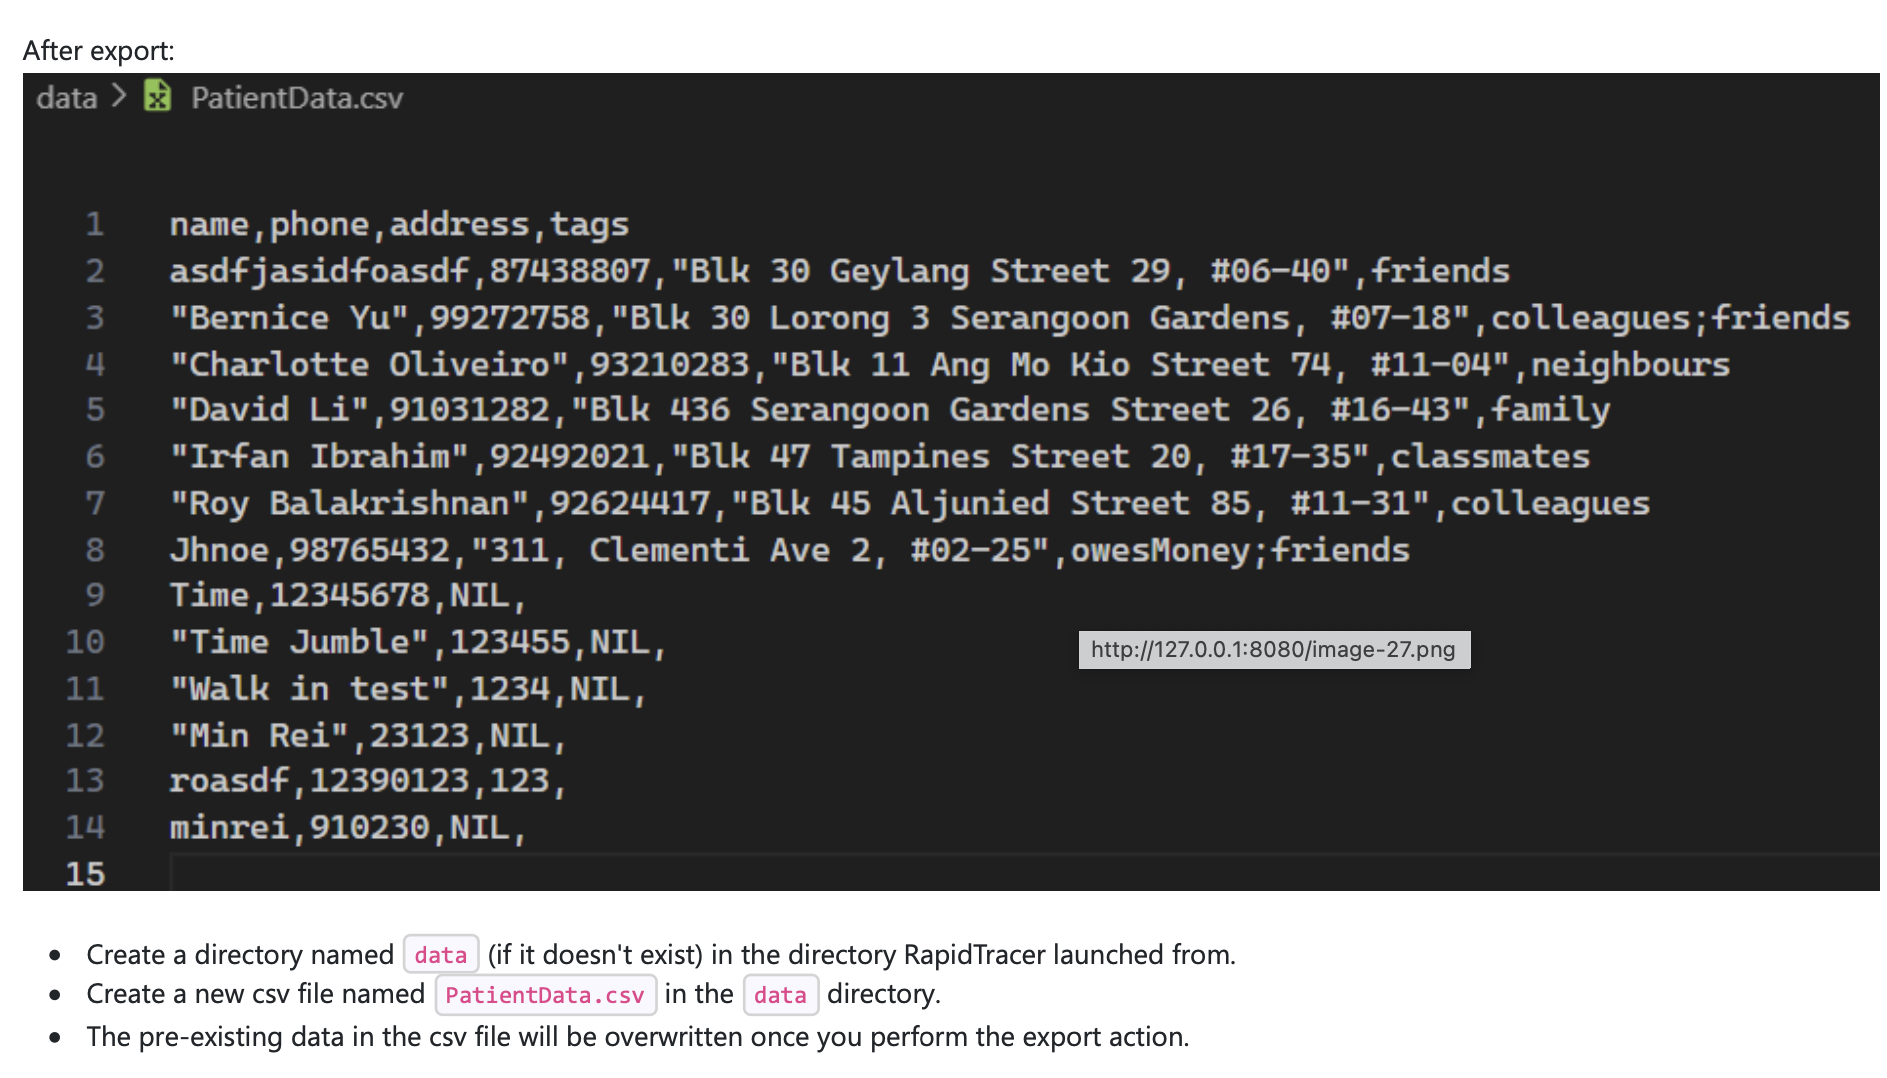 After export:
data > PatientData.csv
1 name,phone,address,tags
2 asdfjasidfoasdf,87438807,"Blk 30 Geylang Street 29, #06-40",friends
3 "Bernice Yu",99272758,"Blk 30 Lorong 3 Serangoon Gardens, #07-18",colleagues;friends
4 "Charlotte Oliveiro",93210283,"Blk 11 Ang Mo Kio Street 74, #11-04",neighbours
5 "David Li",91031282,"Blk 436 Serangoon Gardens Street 26, #16-43",family
6 "Irfan Ibrahim",92492021,"Blk 47 Tampines Street 20, #17-35",classmates
7 "Roy Balakrishnan",92624417,"Blk 45 Aljunied Street 85, #11-31",colleagues
8 Jhnoe,98765432,"311, Clementi Ave 2, #02-25",owesMoney;friends
9 Time,12345678,NIL,
10 "Time Jumble",123455,NIL,
http://127.0.0.1:8080/image-27.png
11 "Walk in test",1234,NIL,
12 "Min Rei",23123,NIL,
13 roasdf,12390123,123,
14 minrei,910230,NIL,
15
• Create a directory named data (if it doesn't exist) in the directory RapidTracer launched from.
• Create a new csv file named PatientData.csv in the data directory.
• The pre-existing data in the csv file will be overwritten once you perform the export action.